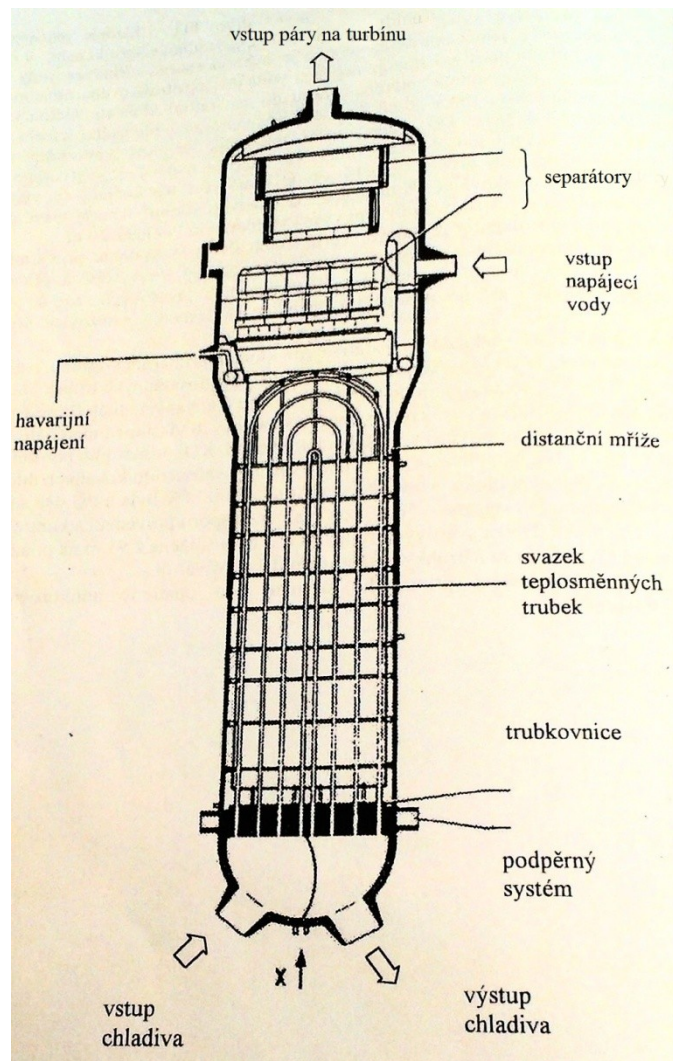 vstup páry na turbínu
separátory
vstup
napájecí
vody
havarijní
napájení
distanční mříže
svazek
teplosměnných
trubek
trubkovnice
podpěrný
systém
X
vstup
chladiva
výstup
chladiva